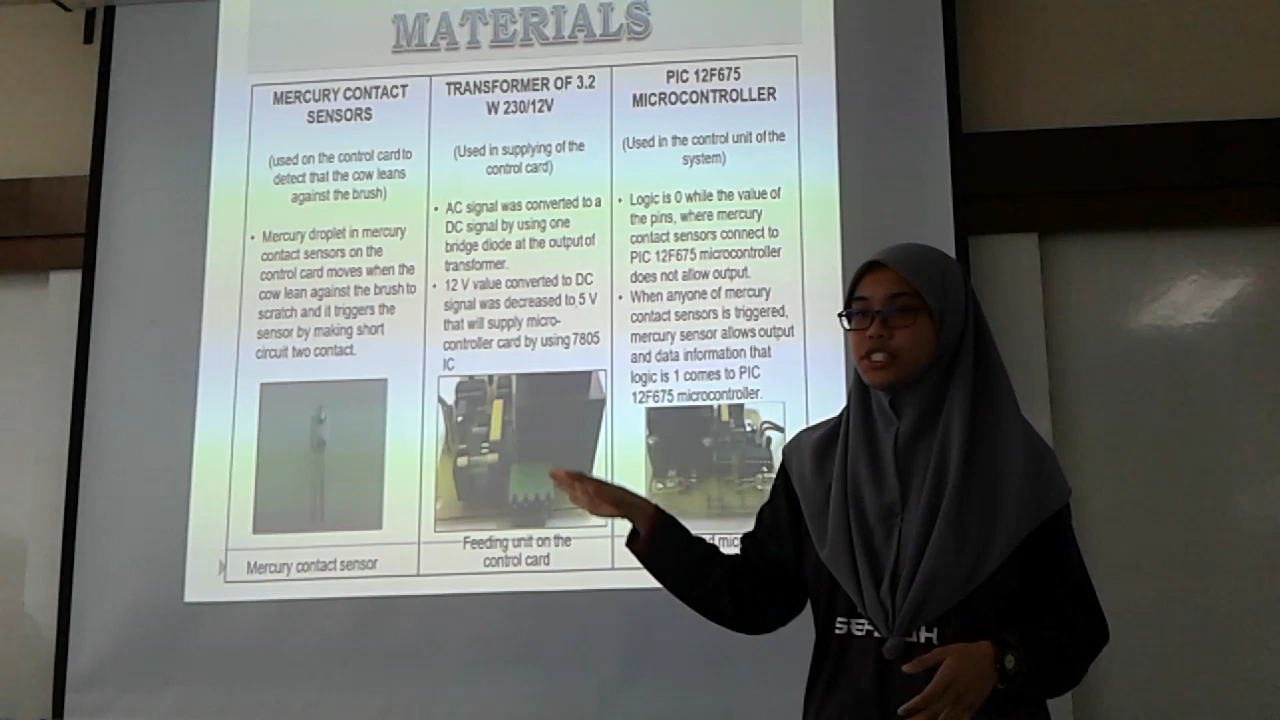 MATERIALS
MERCURY CONTACT
SENSORS
(used on the control card to
detect that the cow leans
against the brush)
• Mercury droplet in mercury
contact sensors on the
control card moves when the
cow lean against the brush to
scratch and it triggers the
sensor by making short
circuit two contact.
Mercury contact sensor
TRANSFORMER OF 3.2
W 230/12V
(Used in supplying of the
control card)
• AC signal was converted to a
DC signal by using one
bridge diode at the output of
transformer.
• 12 V value converted to DC
signal was decreased to 5 V
that will supply micro-
controller card by using 7805
IC
Feeding unit on the
control card
PIC 12F675
MICROCONTROLLER
(Used in the control unit of the
system)
• Logic is 0 while the value of
the pins, where mercury
contact sensors connect to
PIC 12F675 microcontroller
does not allow output.
• When anyone of mercury
contact sensors is triggered,
mercury sensor allows output
and data information that
logic is 1 comes to PIC
12F675 microcontroller.